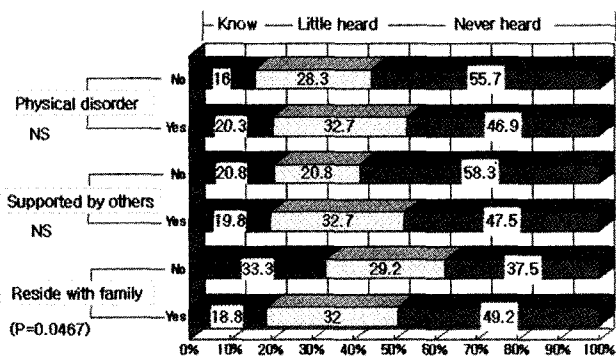 Know Little heard Never heard
No 16 28.3 55.7
Physical disorder
NS
Yes 20.3 32.7 46.9
No 20.8 20.8 58.3
Supported by others
NS
Yes 19.8 32.7 47.5
No 33.3 29.2 37.5
Reside with family
Yes 18.8 32 49.2
(P=0.0467)
0% 10% 20% 30% 40% 50% 60% 70% 80% 90% 100%